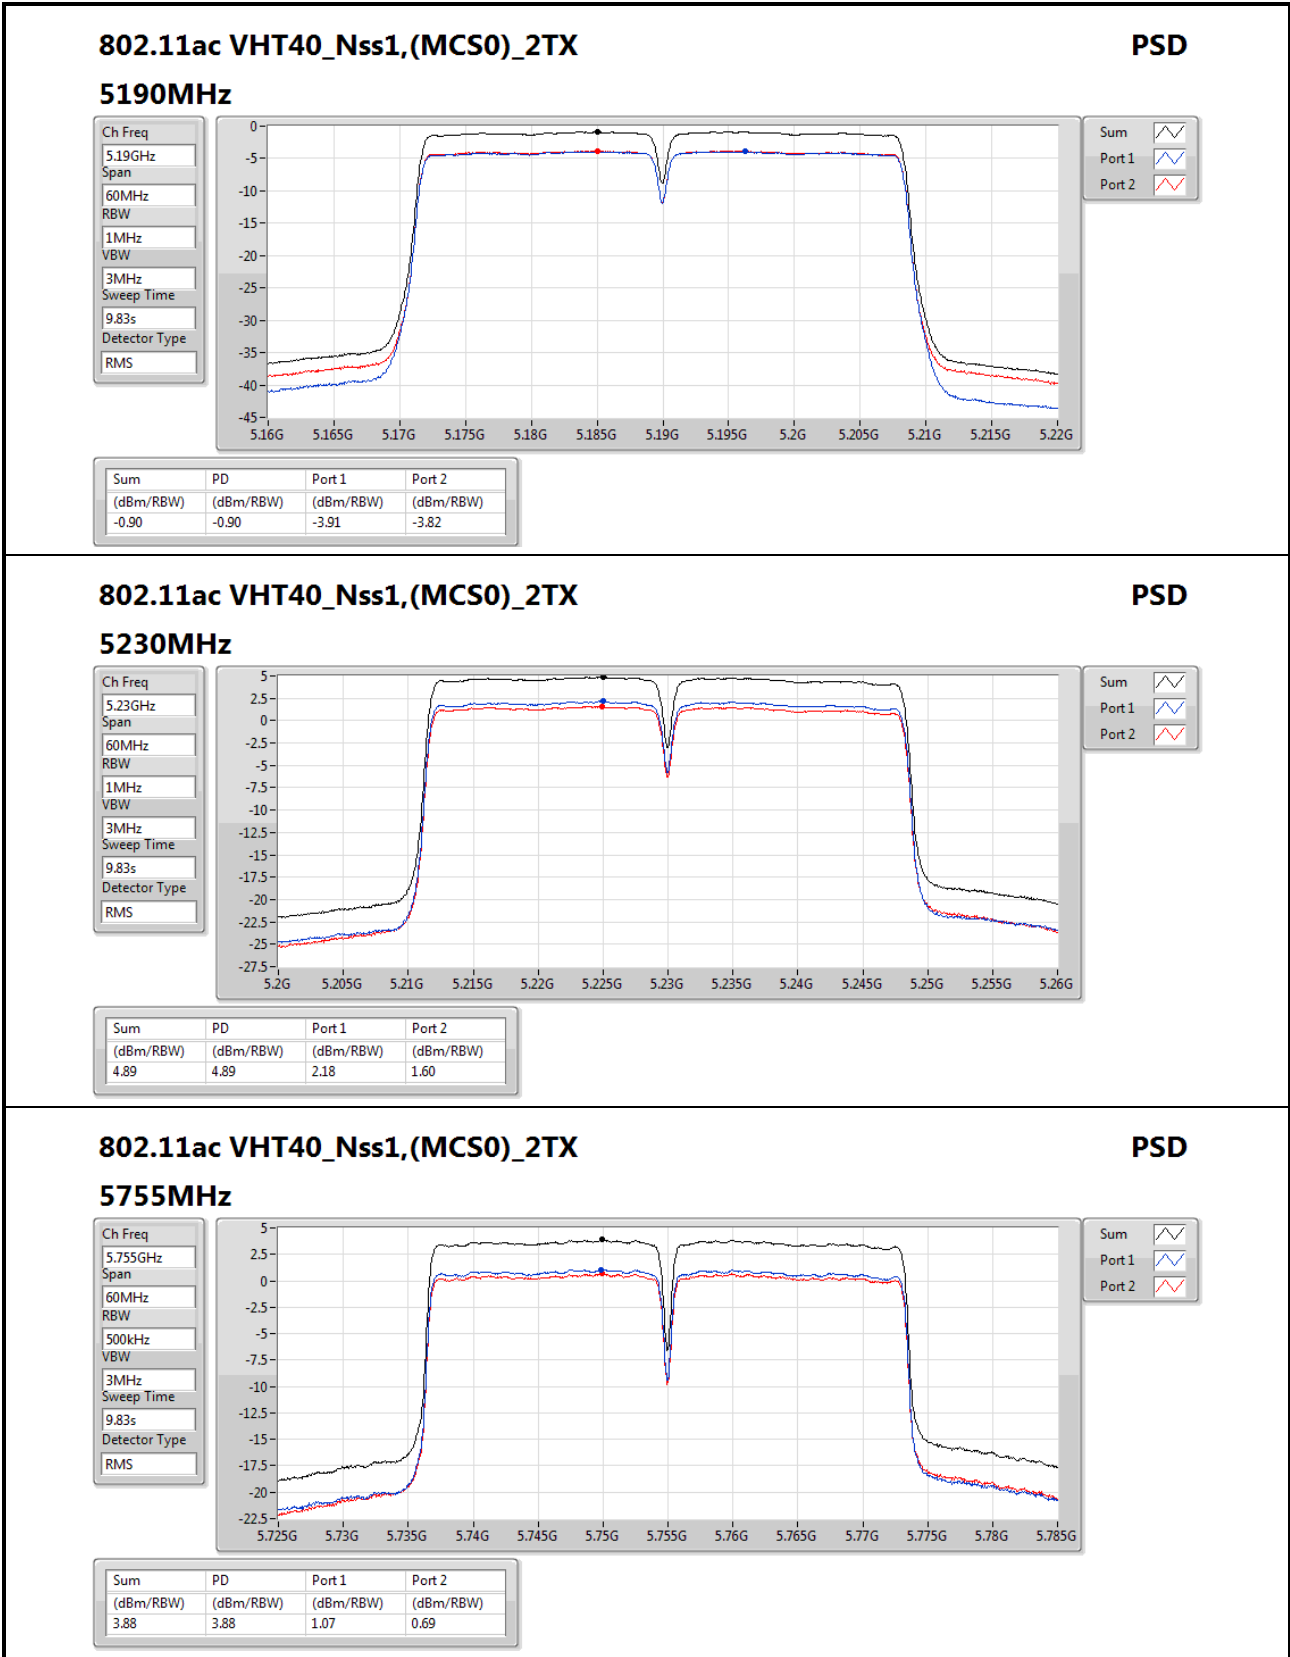 802.11ac VHT40_Nss1,(MCS0)_2TX PSD
5190MHz
Ch Freq
5.19GHz
Span
60MHz
RBW
1MHz
VBW
3MHz
Sweep Time
9.83s
Detector Type
RMS
0
-5
-10
-15
-20
-25
-30
-35
-40
-45
5.16G 5.165G 5.17G 5.175G 5.18G 5.185G 5.19G 5.195G 5.2G 5.205G 5.21G 5.215G 5.22G
Sum
Port 1
Port 2
Sum PD Port 1 Port 2
(dBm/RBW) (dBm/RBW) (dBm/RBW) (dBm/RBW)
-0.90 -0.90 -3.91 -3.82
802.11ac VHT40_Nss1,(MCS0)_2TX PSD
5230MHz
Ch Freq
5.23GHz
Span
60MHz
RBW
1MHz
VBW
3MHz
Sweep Time
9.83s
Detector Type
RMS
5
2.5
0
-2.5
-5
-7.5
-10
-12.5
-15
-17.5
-20
-22.5
-25
-27.5
5.2G 5.205G 5.21G 5.215G 5.22G 5.225G 5.23G 5.235G 5.24G 5.245G 5.25G 5.255G 5.26G
Sum
Port 1
Port 2
Sum PD Port 1 Port 2
(dBm/RBW) (dBm/RBW) (dBm/RBW) (dBm/RBW)
4.89 4.89 2.18 1.60
802.11ac VHT40_Nss1,(MCS0)_2TX PSD
5755MHz
Ch Freq
5.755GHz
Span
60MHz
RBW
500kHz
VBW
3MHz
Sweep Time
9.83s
Detector Type
RMS
5
2.5
0
-2.5
-5
-7.5
-10
-12.5
-15
-17.5
-20
-22.5
5.725G 5.73G 5.735G 5.74G 5.745G 5.75G 5.755G 5.76G 5.765G 5.77G 5.775G 5.78G 5.785G
Sum
Port 1
Port 2
Sum PD Port 1 Port 2
(dBm/RBW) (dBm/RBW) (dBm/RBW) (dBm/RBW)
3.88 3.88 1.07 0.69